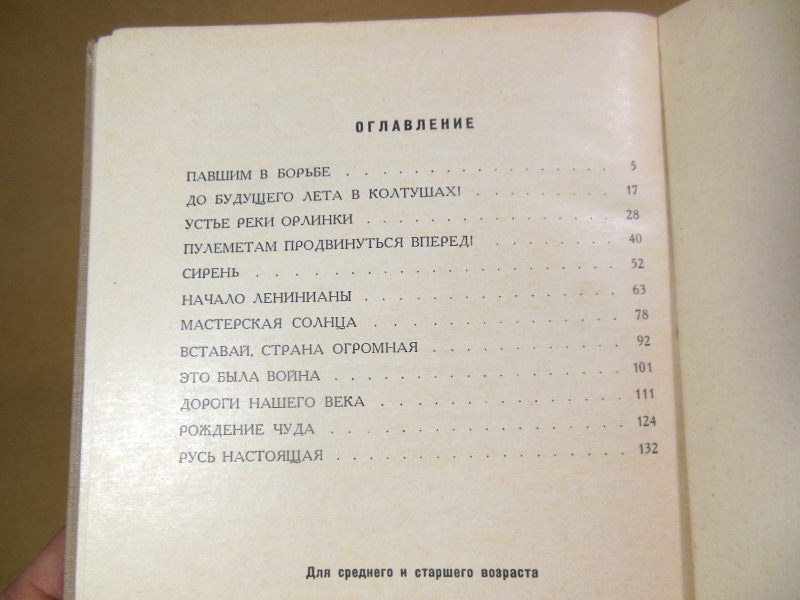 ОГЛАВЛЕНИЕ
ПАВШИМ В БОРЬБЕ . . . . . . . . . . . . . . . . 5
ДО БУДУЩЕГО ЛЕТА В КОЛТУШАХ! . . . . . . . . 17
УСТЬЕ РЕКИ ОРЛИНКИ . . . . . . . . . . . . . . 28
ПУЛЕМЕТАМ ПРОДВИНУТЬСЯ ВПЕРЕД! . . . . . . . 40
СИРЕНЬ . . . . . . . . . . . . . . . . . . . 52
НАЧАЛО ЛЕНИНИАНЫ . . . . . . . . . . . . . . 63
МАСТЕРСКАЯ СОЛНЦА . . . . . . . . . . . . . . 78
ВСТАВАЙ, СТРАНА ОГРОМНАЯ . . . . . . . . . . . 92
ЭТО БЫЛА ВОЙНА . . . . . . . . . . . . . . . 101
ДОРОГИ НАШЕГО ВЕКА . . . . . . . . . . . . . 111
РОЖДЕНИЕ ЧУДА . . . . . . . . . . . . . . . . 124
РУСЬ НАСТОЯЩАЯ . . . . . . . . . . . . . . . 132
Для среднего и старшего возраста